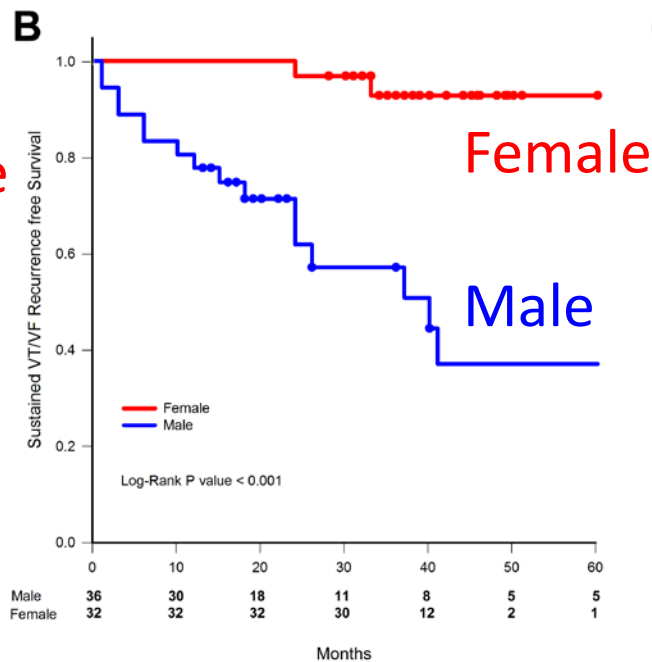 B
1.0
0.8
0.6
0.4
0.2
0.0
Sustained VT/VF Recurrence free Survival
e
Female
Male
Female
Male
Log-Rank P value < 0.001
0 10 20 30 40 50 60
Male 36 30 18 11 8 5 5
Female 32 32 32 30 12 2 1
Months